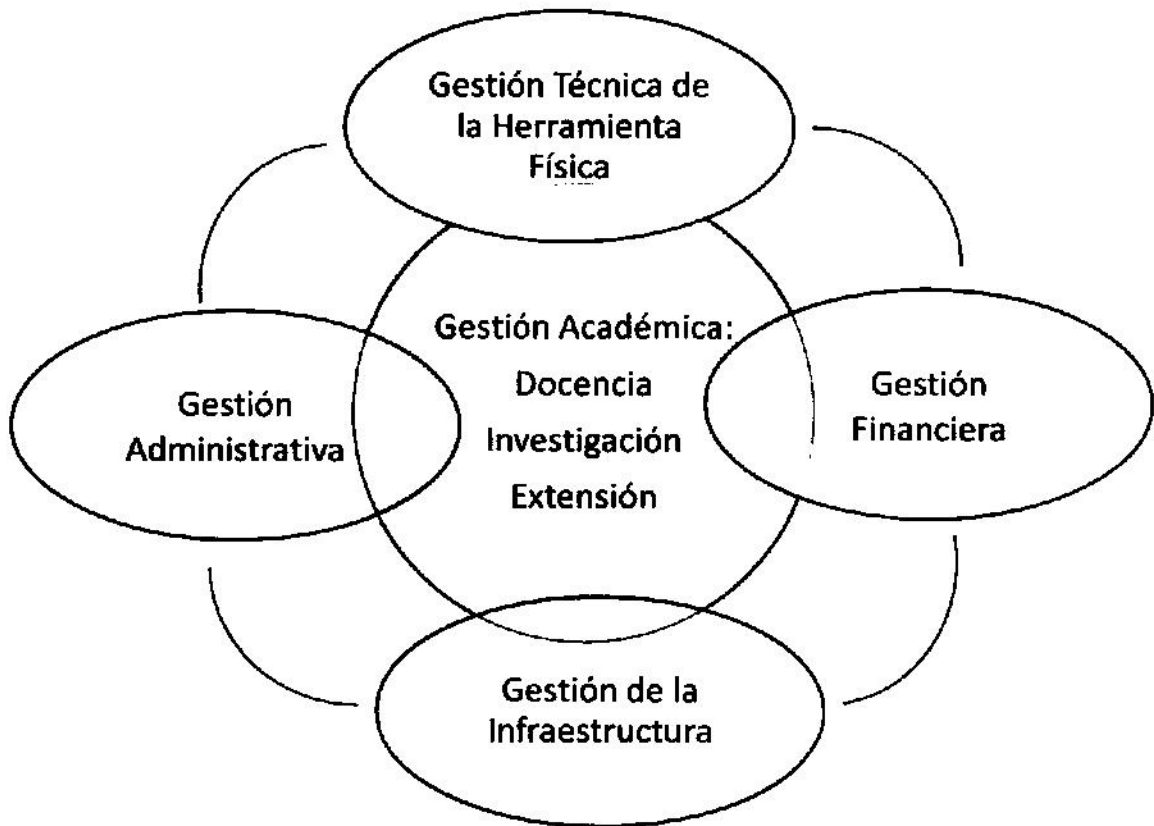 Gestión Técnica de
la Herramienta
Física
Gestión Académica:
Docencia
Investigación
Extensión
Gestión
Administrativa
Gestión
Financiera
Gestión de la
Infraestructura